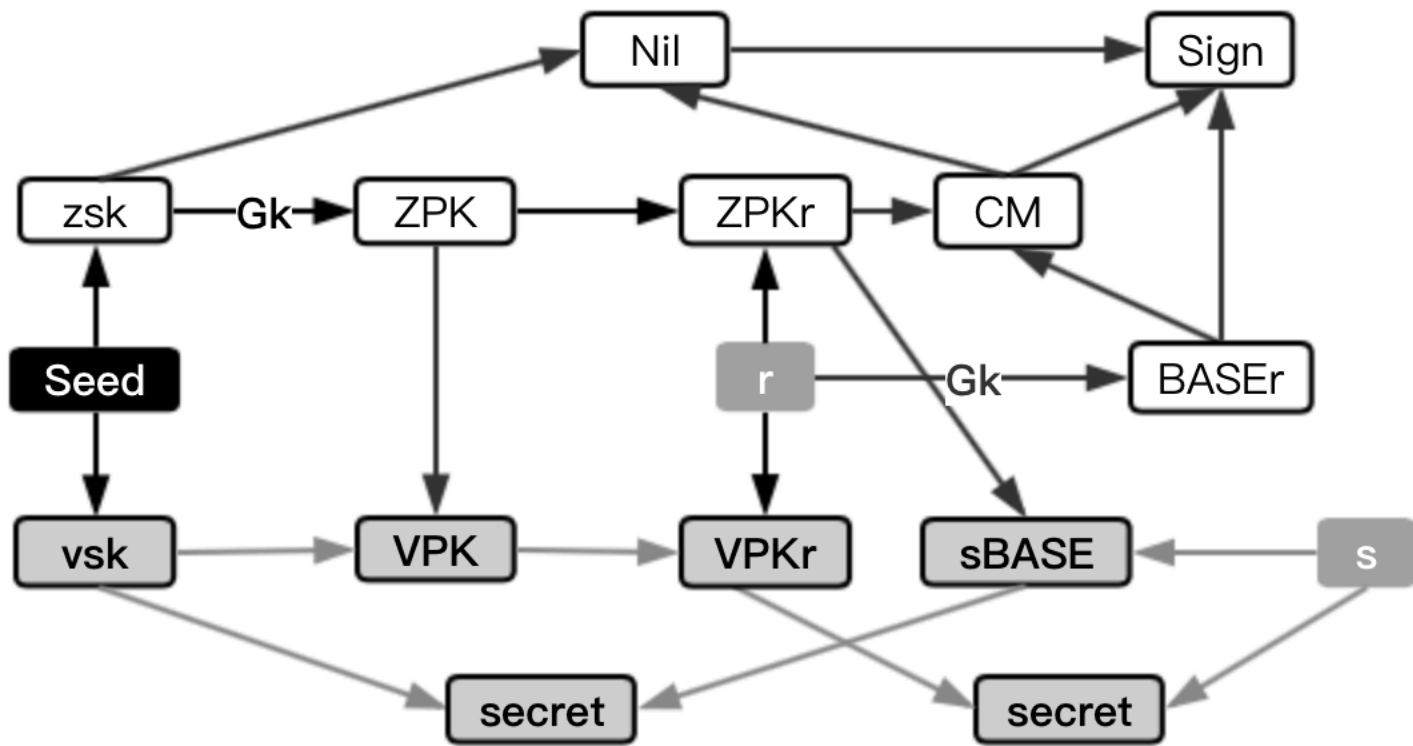 Nil
Sign
zsk
Gk
ZPK
ZPKr
CM
Seed
r
Gk
BASEr
vsk
VPK
VPKr
sBASE
s
secret
secret